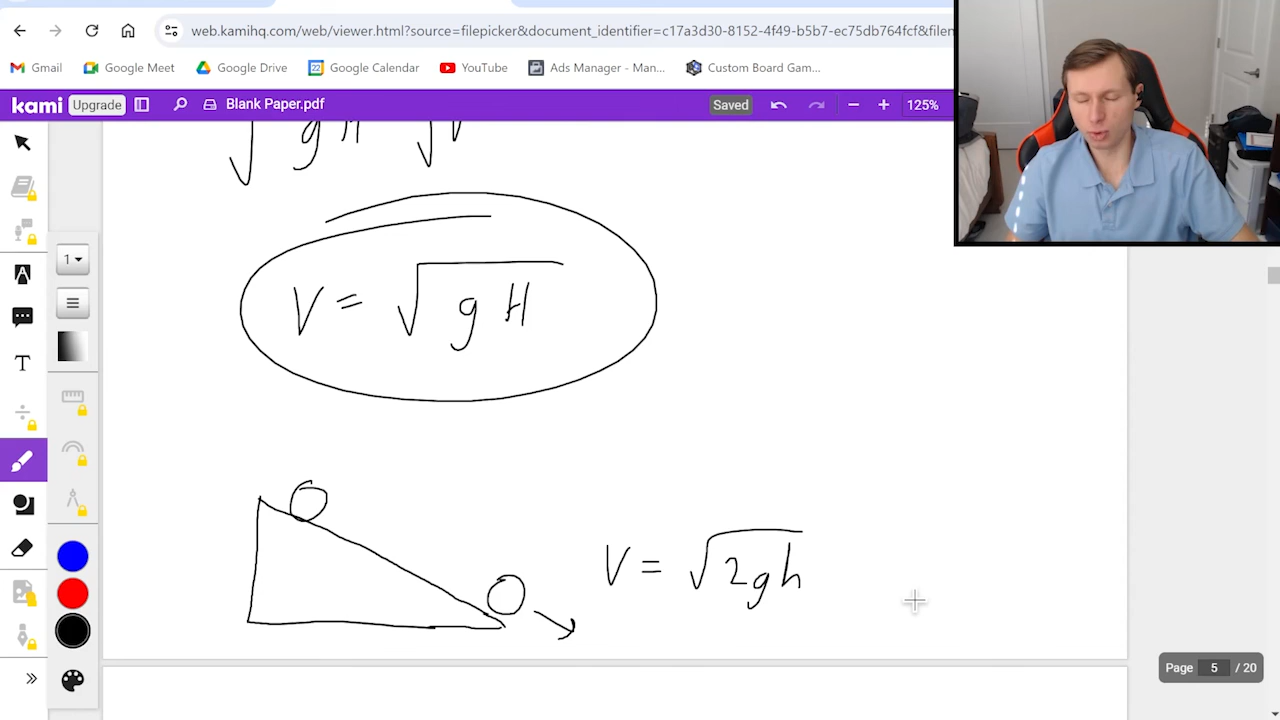 www.kamihq.com/web/viewer.html?source=filepicker&document_identifier=c17a3d30-8152-4f49-b5b7-ec75db764fcf&filen
Gmail Google Meet Google Drive 22 Google Calendar YouTube Ads Manager - Man... Custom Board Gam...
kami Upgrade Blank Paper.pdf Saved 125%
A
T
1
g H
V = √gH
V = √2gh
Page 5 / 20